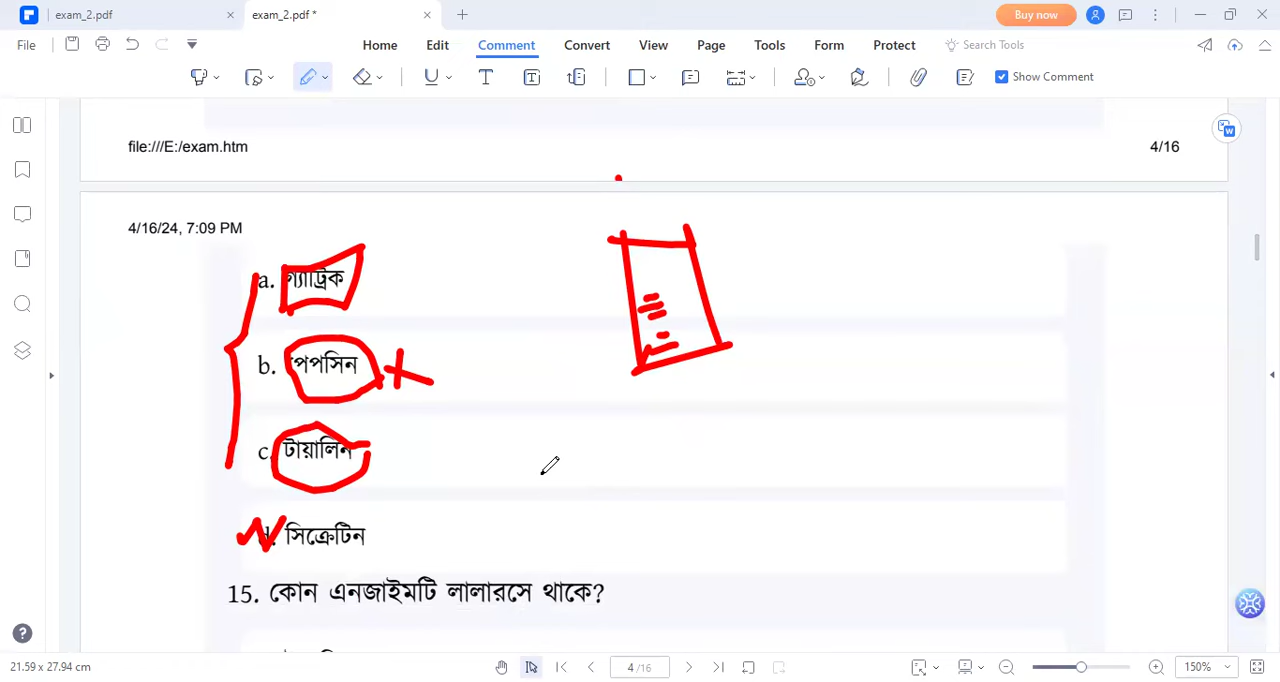 exam_2.pdf
exam_2.pdf *
Buy now
File
Home
Edit
Comment
Convert
View
Page
Tools
Form
Protect
Search Tools
Show Comment
file:///E:/exam.htm
4/16
4/16/24, 7:09 PM
a. গ্যাট্রিক
b. পেপসিন
c. টায়ালিন
d. সিক্রেটিন
15. কোন এনজাইমটি লালারসে থাকে?
21.59 x 27.94 cm
4 /16
150%